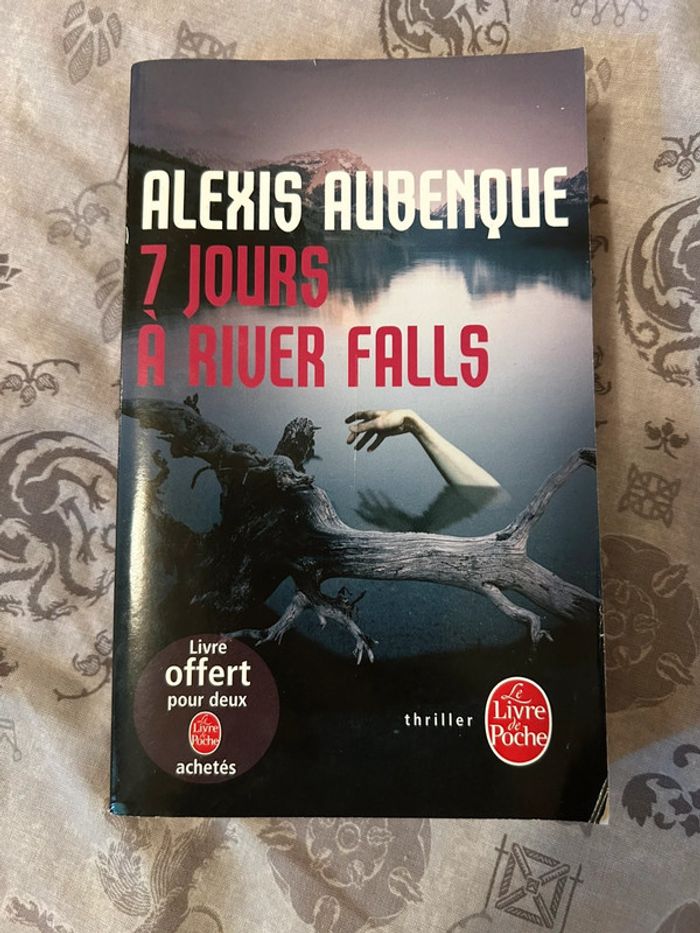 ALEXIS AUBENQUE
7 JOURS
À RIVER FALLS
Livre
offert
pour deux
Le
Livre
de
Poche
achetés
thriller
Le
Livre
de
Poche